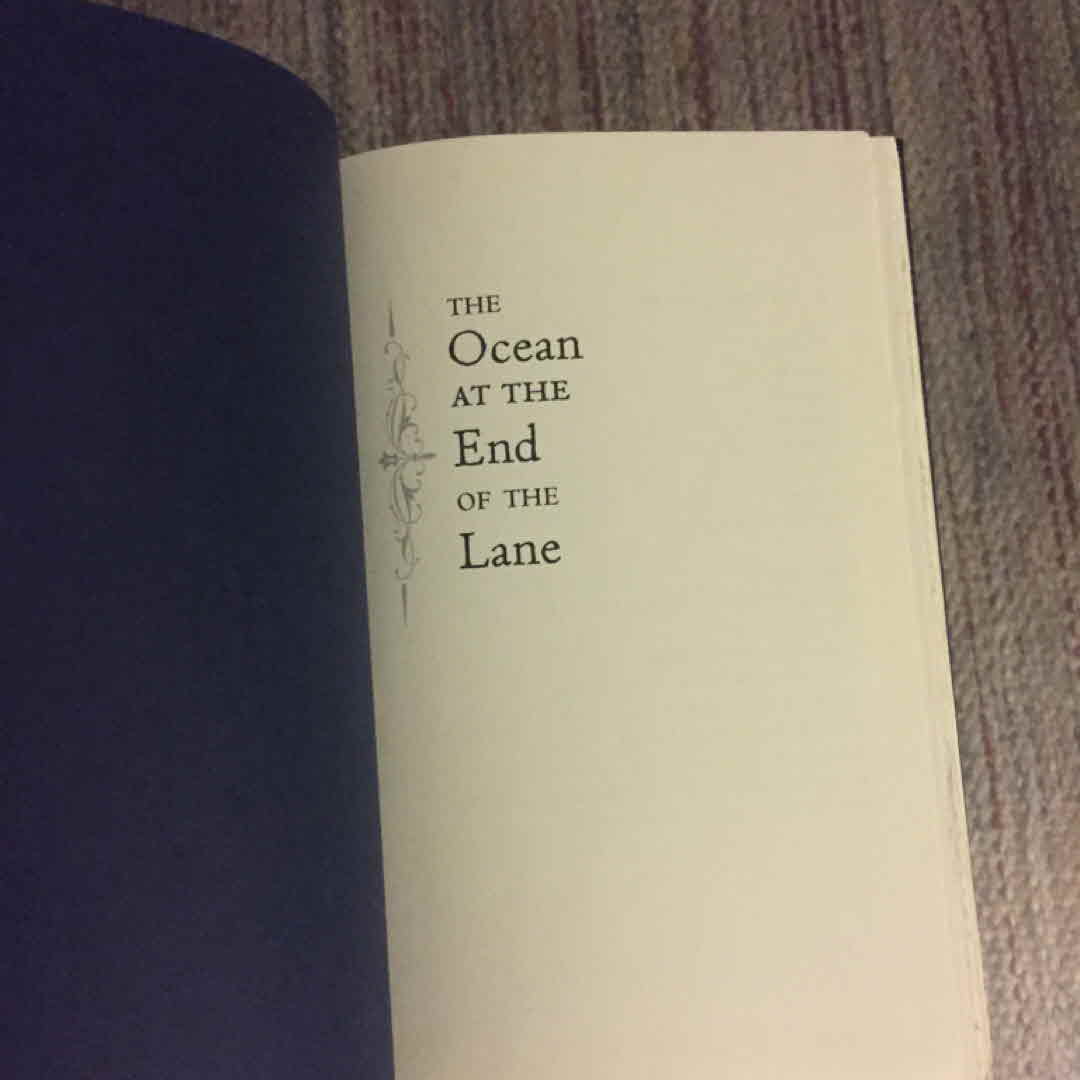 THE
Ocean
AT THE
End
OF THE
Lane